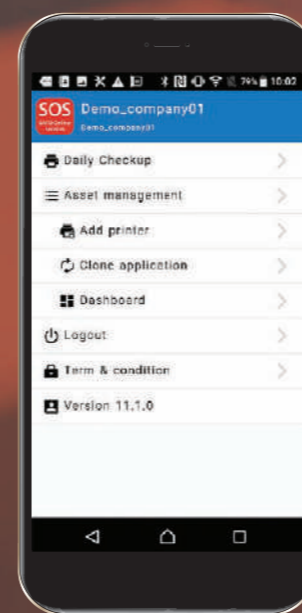 79% 10:02
SOS
Demo_company01
Demo_company01
Daily Checkup
Asset management
Add printer
Clone application
Dashboard
Logout
Term & condition
Version 11.1.0